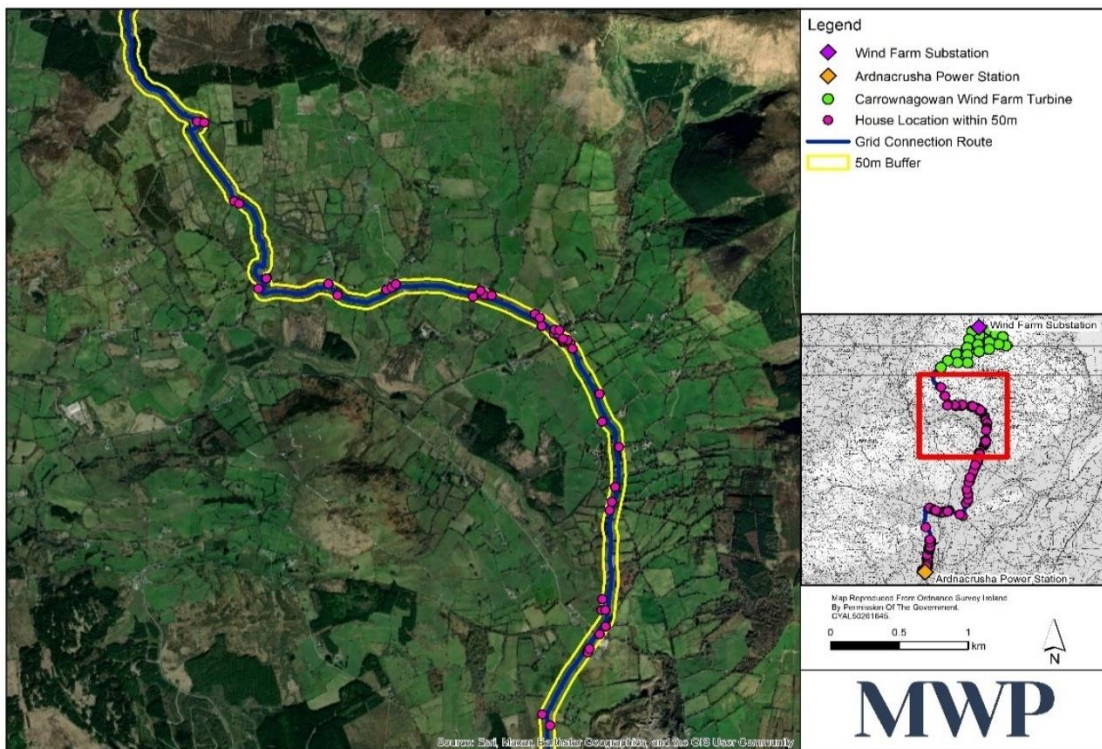 Legend
Wind Farm Substation
Ardnacrusha Power Station
Carrownagowan Wind Farm Turbine
House Location within 50m
Grid Connection Route
50m Buffer
Wind Farm Substation
Ardnacrusha Power Station
Map Reproduced From Ordnance Survey Ireland
By Permission Of The Government.
CYAL50261645.
0 0.5 1
km
N
MWP
Source: Esri, Maxar, Earthstar Geographics, and the GIS User Community